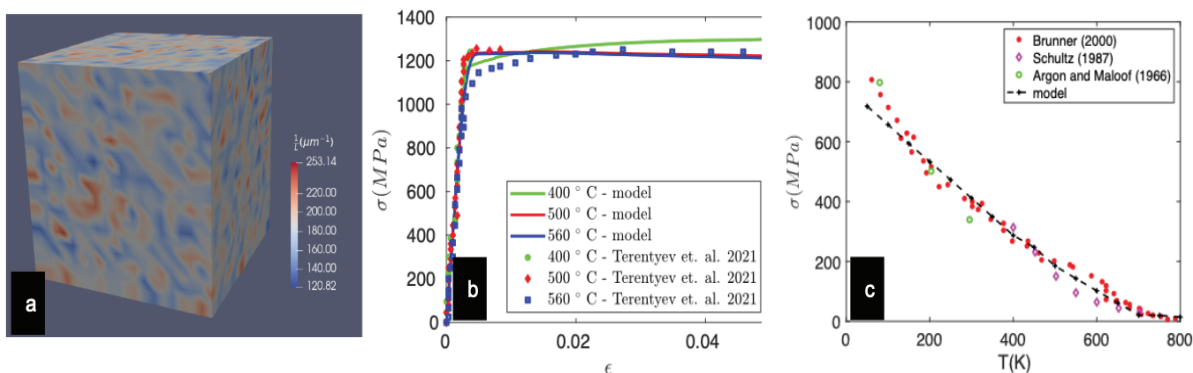 1/L (μm⁻¹)
253.14
220.00
200.00
180.00
160.00
140.00
120.82
a
1400
1200
1000
800
600
400
200
0
σ(MPa)
400 ° C - model
500 ° C - model
560 ° C - model
400 ° C - Terentyev et. al. 2021
500 ° C - Terentyev et. al. 2021
560 ° C - Terentyev et. al. 2021
b
0 0.02 0.04
ϵ
1000
800
600
400
200
0
σ(MPa)
Brunner (2000)
Schultz (1987)
Argon and Maloof (1966)
model
c
0 200 400 600 800
T(K)